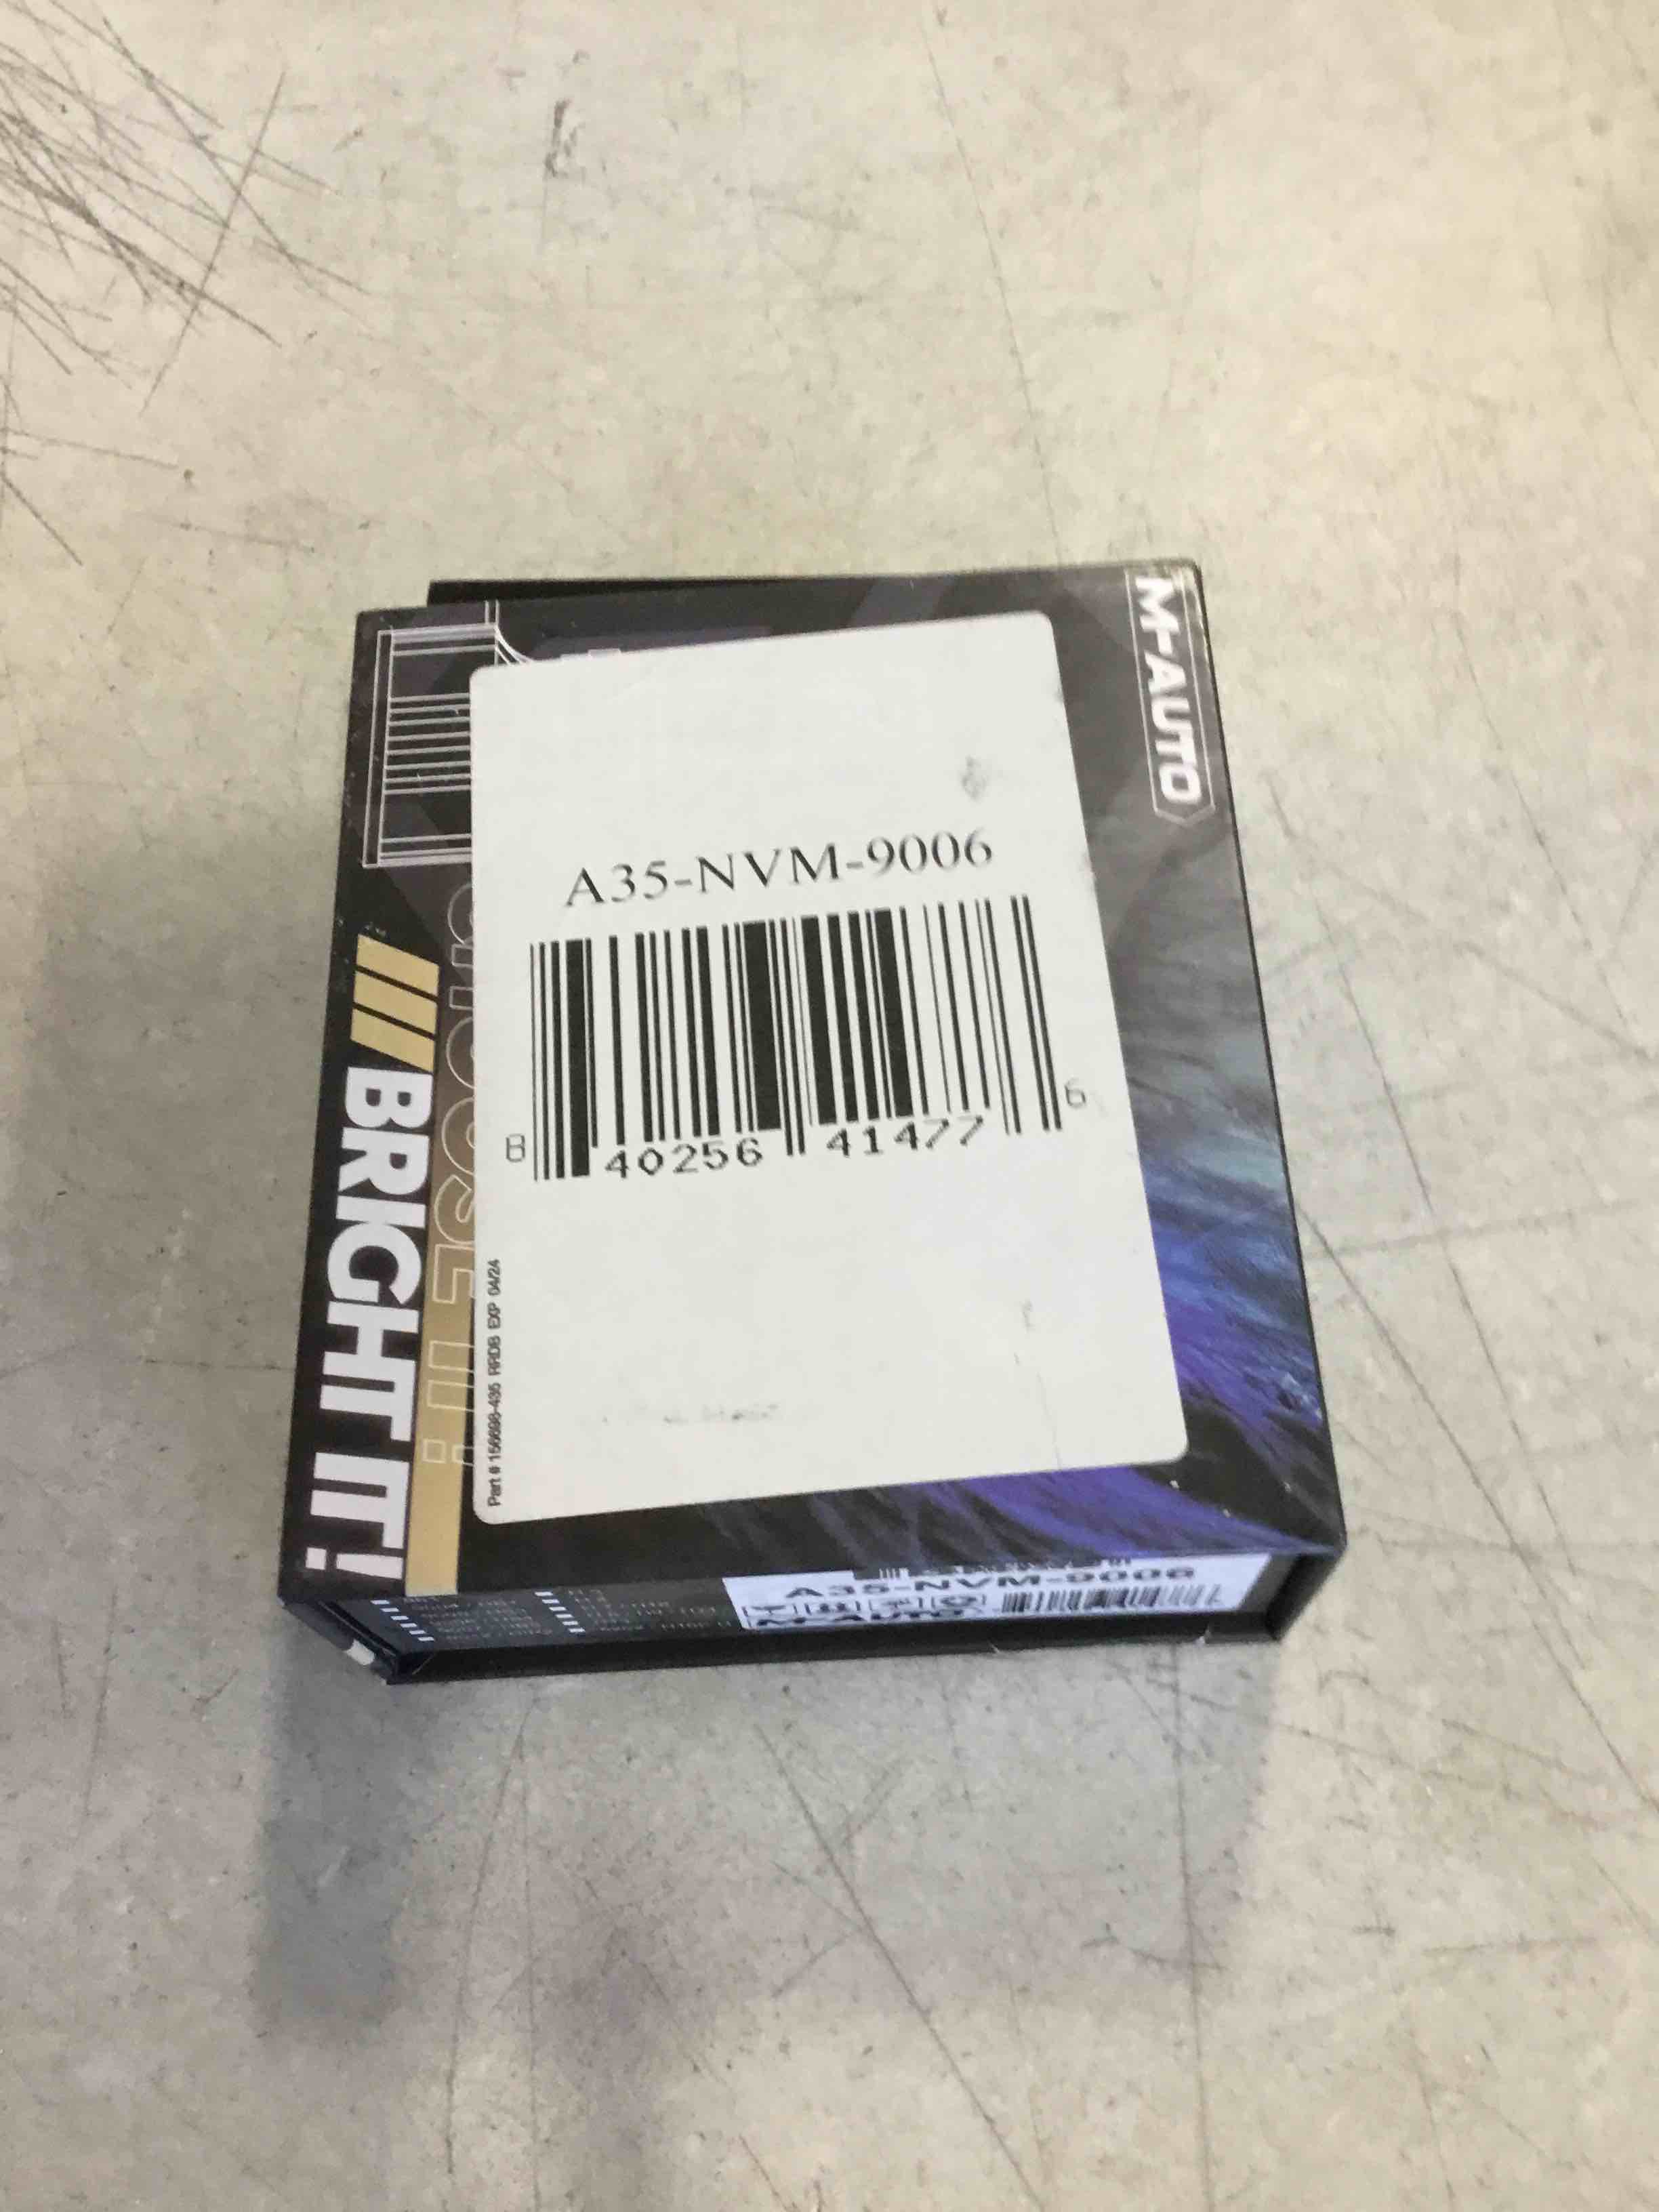 M-AUTO
A35-NVM-9006
8 40256 41477 6
Part # 156698-435 RRDB EXP 04/24
BRIGHT IT!
A35-NVM-9006
M-AUTO